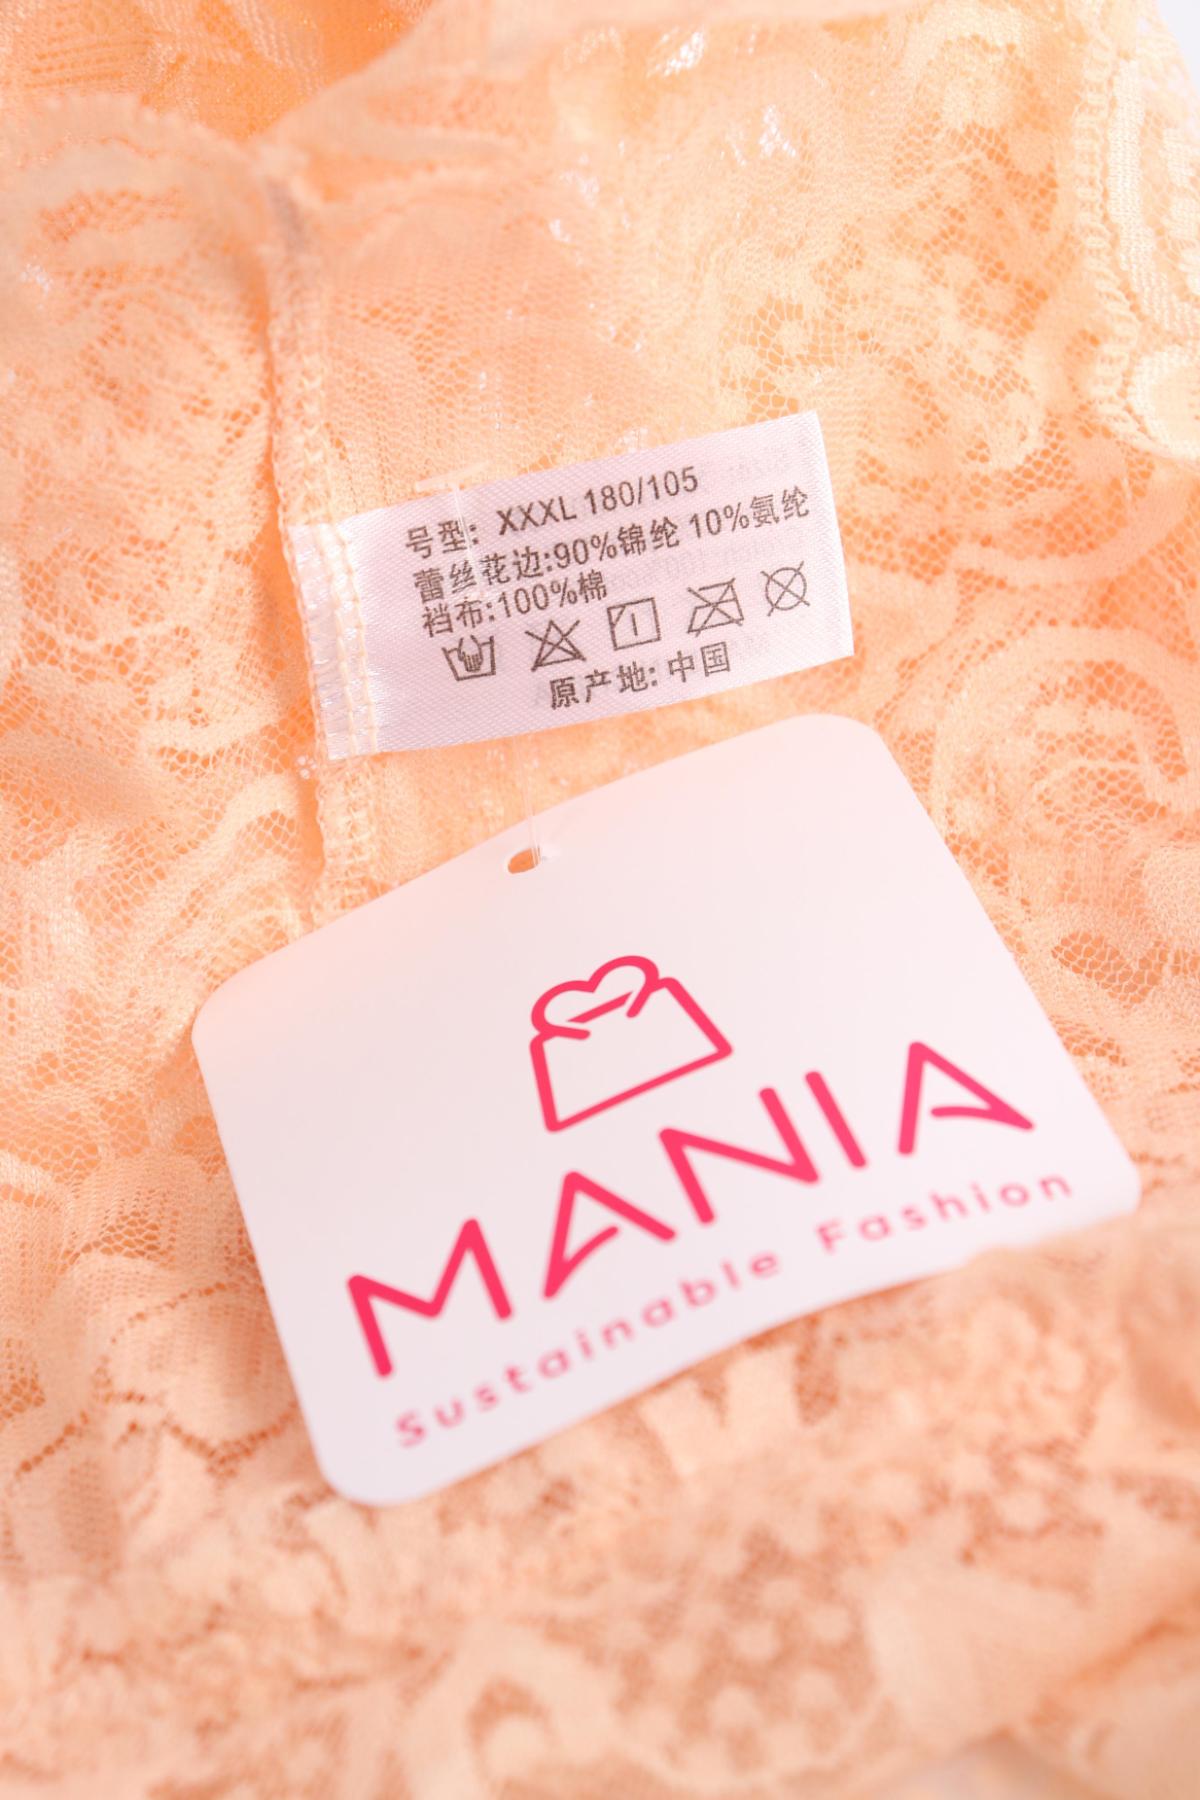 号型: XXXL 180/105
蕾丝花边:90%锦纶 10%氨纶
裆布:100%棉
原产地: 中国
MANIA
Sustainable Fashion